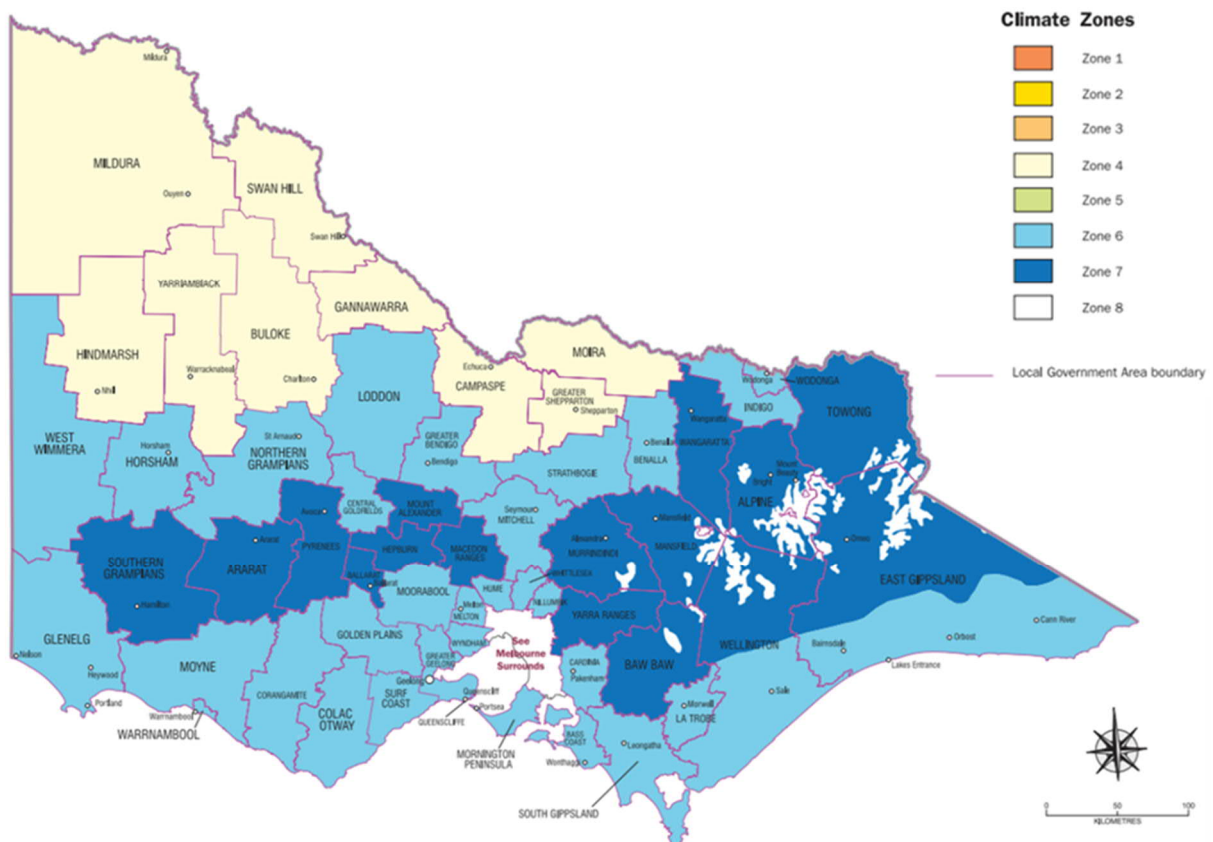 Climate Zones
Zone 1
Zone 2
Zone 3
Zone 4
Zone 5
Zone 6
Zone 7
Zone 8
Local Government Area boundary
Mildura
MILDURA
Ouyen
SWAN HILL
Swan Hill
YARRIAMBIACK
GANNAWARRA
BULOKE
HINDMARSH
Nhill
Warracknabeal
Charlton
MOIRA
Echuca
CAMPASPE
GREATER
SHEPPARTON
Shepparton
LODDON
Wodonga
WODONGA
INDIGO
TOWONG
Wangaratta
WANGARATTA
WEST
WIMMERA
Horsham
HORSHAM
St Arnaud
NORTHERN
GRAMPIANS
GREATER
BENDIGO
Bendigo
Benalla
BENALLA
STRATHBOGIE
Mount
Beauty
Bright
ALPINE
Avoca
PYRENEES
CENTRAL
GOLDFIELDS
MOUNT
ALEXANDER
Seymour
MITCHELL
Mansfield
MANSFIELD
Alexandra
MURRINDINDI
Omeo
EAST GIPPSLAND
SOUTHERN
GRAMPIANS
Hamilton
Ararat
ARARAT
HEPBURN
MACEDON
RANGES
BALLARAT
Ballarat
MOORABOOL
HUME
WHITTLESEA
NILLUMBIK
Melton
MELTON
YARRA RANGES
WYNDHAM
See
Melbourne
Surrounds
GLENELG
Nelson
Heywood
Portland
MOYNE
Warrnambool
WARRNAMBOOL
CORANGAMITE
GOLDEN PLAINS
COLAC
OTWAY
SURF
COAST
GREATER
GEELONG
Geelong
Queenscliff
QUEENSCLIFFE
Portsea
MORNINGTON
PENINSULA
CARDINIA
Pakenham
BAW BAW
WELLINGTON
Bairnsdale
Orbost
Cann River
Lakes Entrance
Sale
Morwell
LA TROBE
BASS
COAST
Wonthaggi
Leongatha
SOUTH GIPPSLAND
0
50
100
KILOMETRES